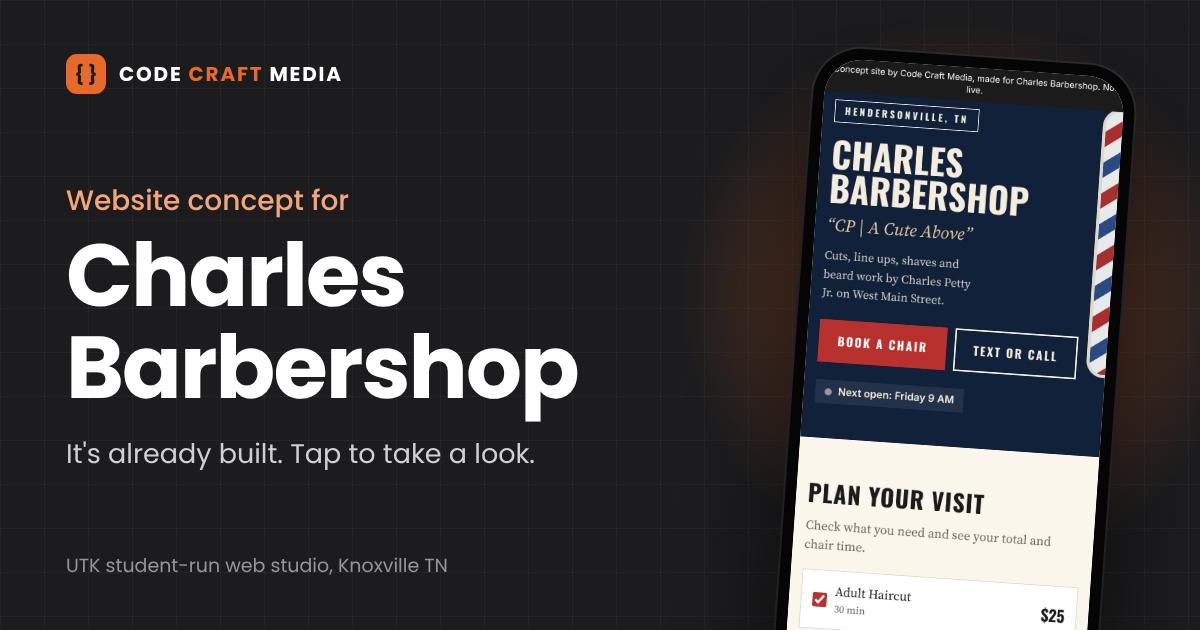 { }
CODE CRAFT MEDIA
Website concept for
Charles
Barbershop
It's already built. Tap to take a look.
UTK student-run web studio, Knoxville TN
concept site by Code Craft Media, made for Charles Barbershop.
live.
HENDERSONVILLE, TN
CHARLES
BARBERSHOP
“CP | A Cute Above”
Cuts, line ups, shaves and
beard work by Charles Petty
Jr. on West Main Street.
BOOK A CHAIR
TEXT OR CALL
Next open: Friday 9 AM
PLAN YOUR VISIT
Check what you need and see your total and
chair time.
Adult Haircut
30 min
$25